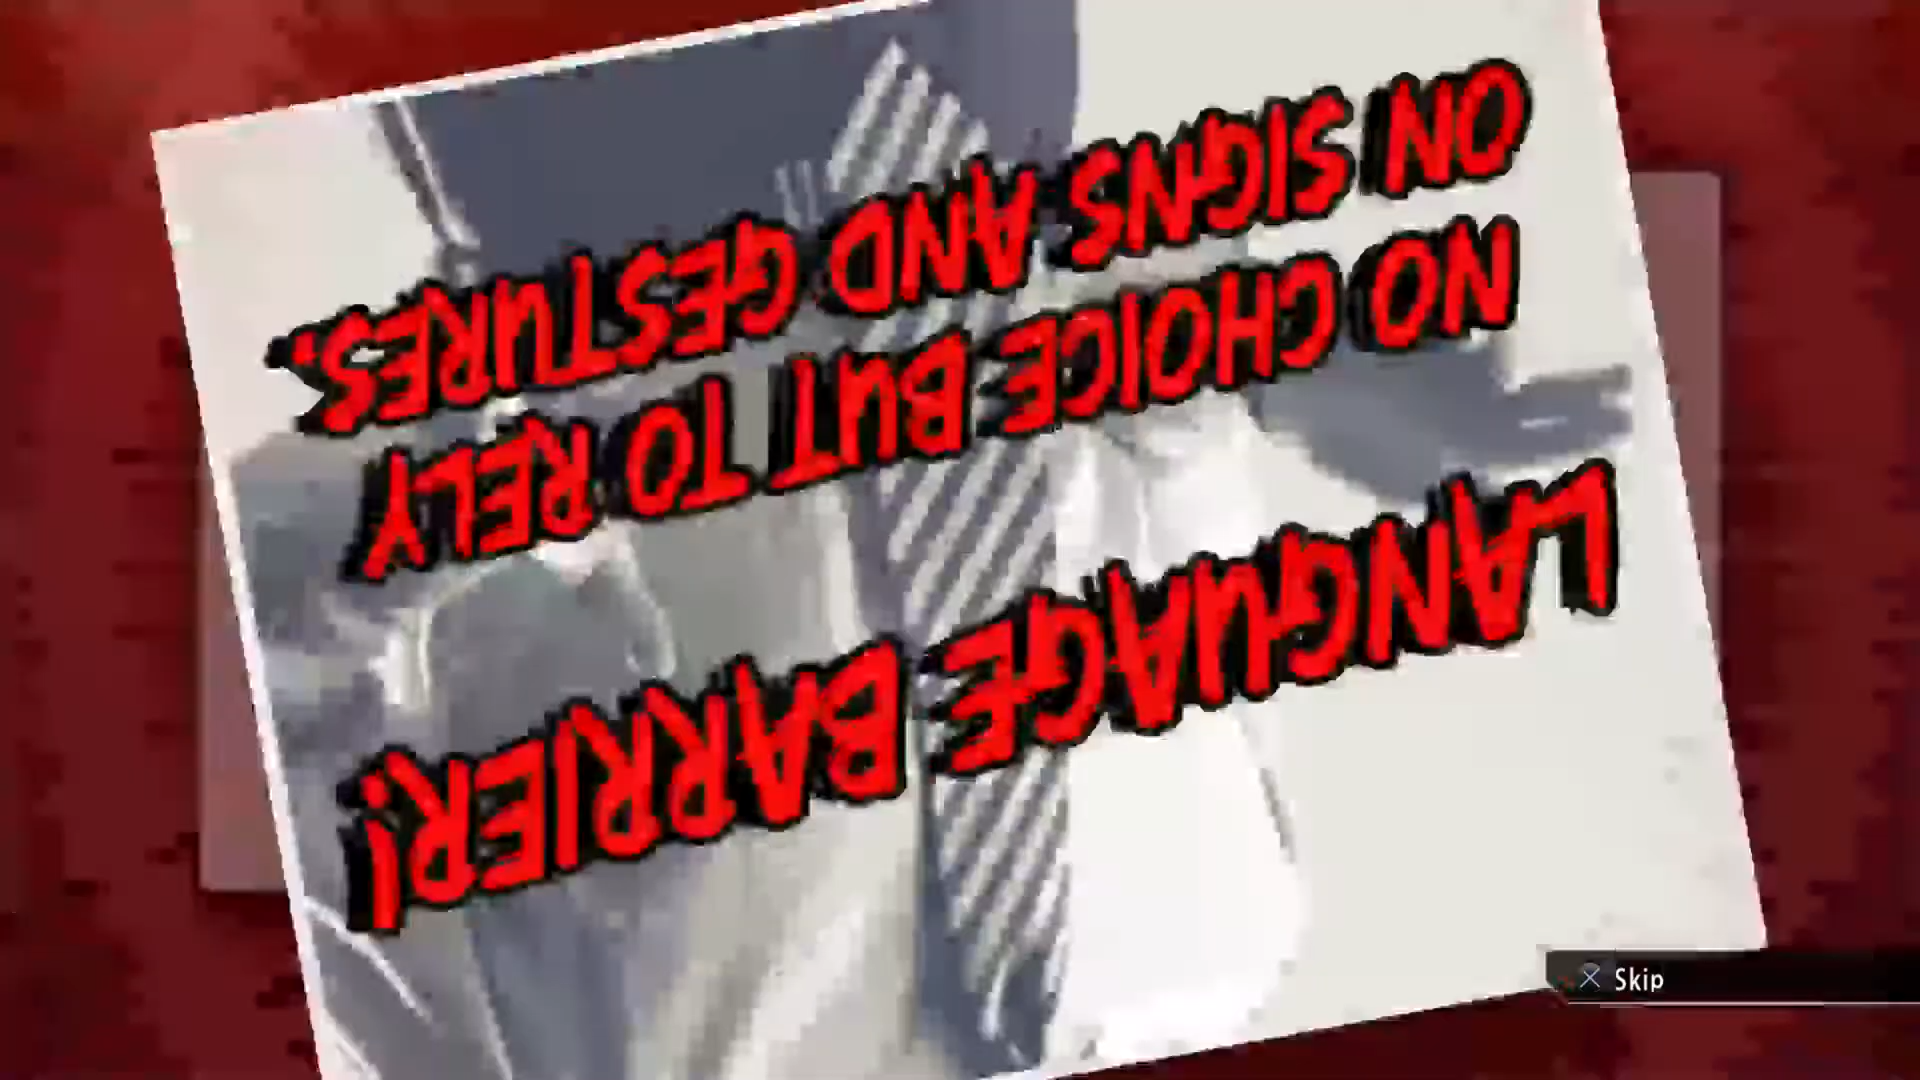 LANGUAGE BARRIER!
NO CHOICE BUT TO RELY
ON SIGNS AND GESTURES.
Skip